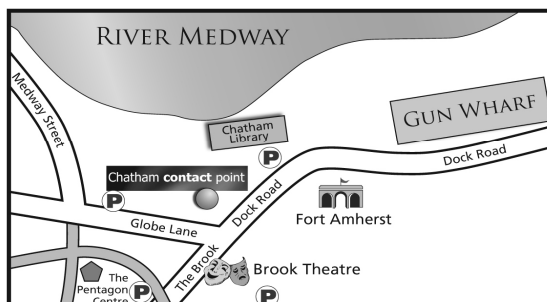 RIVER MEDWAY
Medway Street
GUN WHARF
Chatham
Library
P
Dock Road
Chatham contact point
P
Dock Road
Fort Amherst
Globe Lane
The Brook
Brook Theatre
The
Pentagon
Centre
P
P